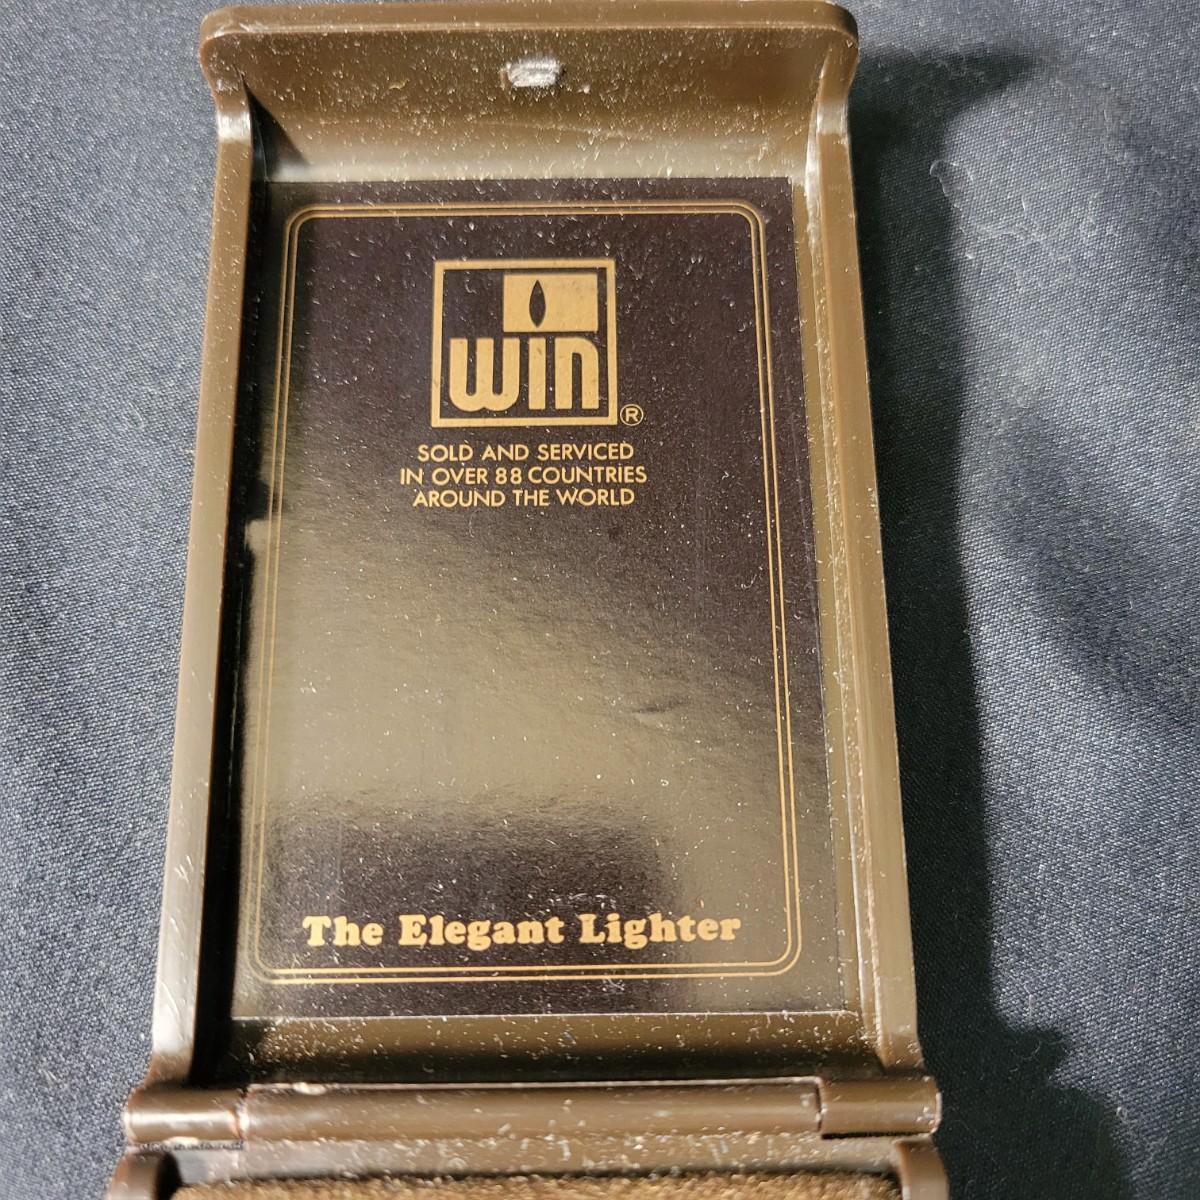 win
®
SOLD AND SERVICED
IN OVER 88 COUNTRIES
AROUND THE WORLD
The Elegant Lighter